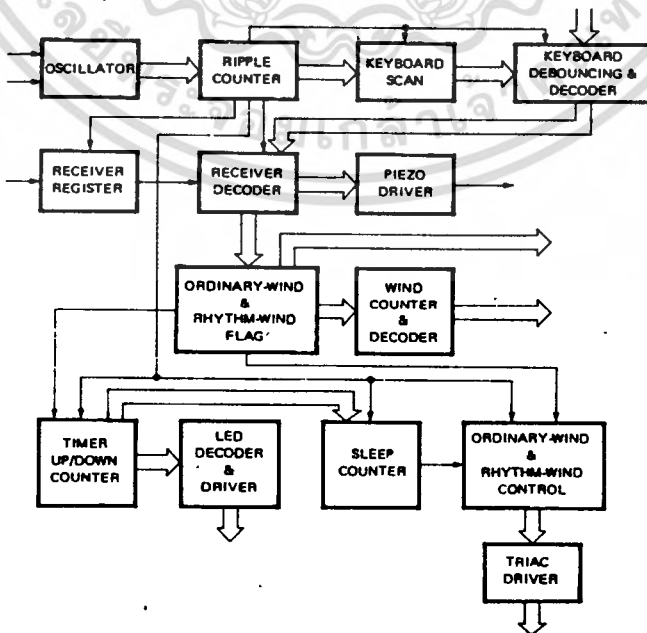 OSCILLATOR
RIPPLE
COUNTER
KEYBOARD
SCAN
KEYBOARD
DEBOUNCING &
DECODER
RECEIVER
REGISTER
RECEIVER
DECODER
PIEZO
DRIVER
ORDINARY-WIND
&
RHYTHM-WIND
FLAG
WIND
COUNTER
&
DECODER
TIMER
UP/DOWN
COUNTER
LED
DECODER
&
DRIVER
SLEEP
COUNTER
ORDINARY-WIND
&
RHYTHM-WIND
CONTROL
TRIAC
DRIVER